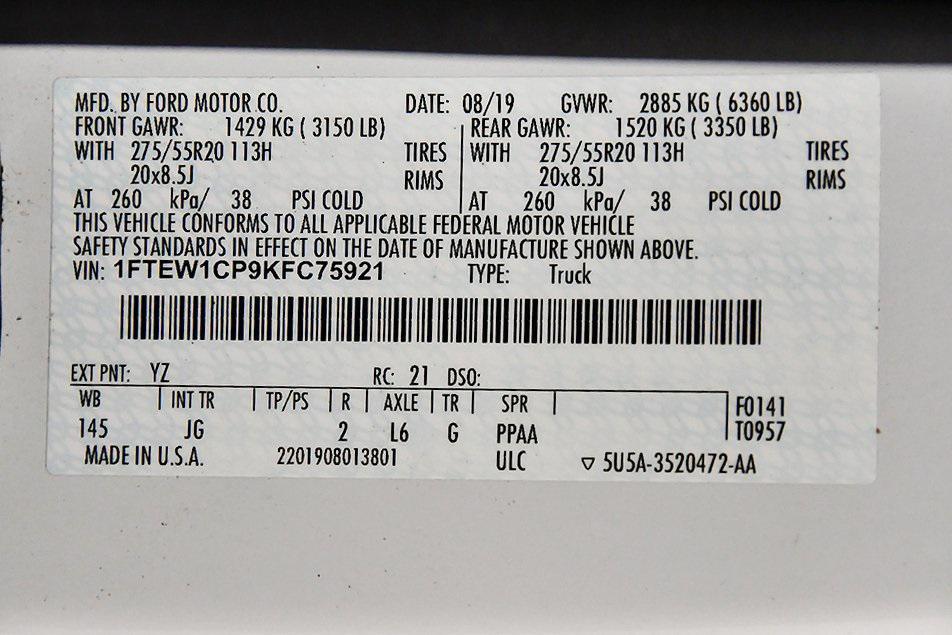 MFD. BY FORD MOTOR CO. DATE: 08/19 GVWR: 2885 KG ( 6360 LB)
FRONT GAWR: 1429 KG ( 3150 LB) REAR GAWR: 1520 KG ( 3350 LB)
WITH 275/55R20 113H TIRES WITH 275/55R20 113H TIRES
20x8.5J RIMS 20x8.5J RIMS
AT 260 kPa/ 38 PSI COLD AT 260 kPa/ 38 PSI COLD
THIS VEHICLE CONFORMS TO ALL APPLICABLE FEDERAL MOTOR VEHICLE
SAFETY STANDARDS IN EFFECT ON THE DATE OF MANUFACTURE SHOWN ABOVE.
VIN: 1FTEW1CP9KFC75921 TYPE: Truck
EXT PNT: YZ RC: 21 DSO:
WB INT TR TP/PS R AXLE TR SPR F0141
145 JG 2 L6 G PPAA T0957
MADE IN U.S.A. 2201908013801 ULC ▽ 5U5A-3520472-AA